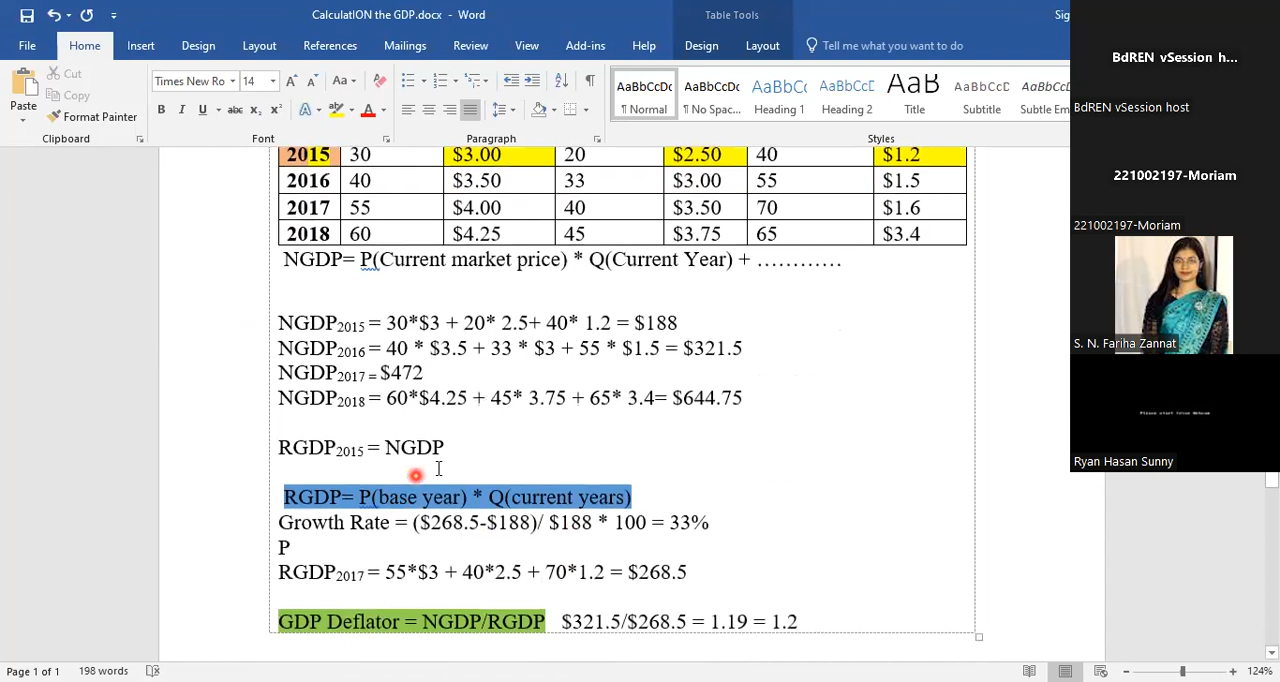 CalculatION the GDP.docx - Word
Table Tools
Sig
File Home Insert Design Layout References Mailings Review View Add-ins Help Design Layout Tell me what you want to do
Paste
Cut
Copy
Format Painter
Times New Ro 14
Clipboard Font Paragraph Styles
AaBbCcDc AaBbCcDc AaBbC AaBbCcE AaB AaBbCcD AaBbCcD
¶ Normal ¶ No Spac... Heading 1 Heading 2 Title Subtitle Subtle Em
2015 30 $3.00 20 $2.50 40 $1.2
2016 40 $3.50 33 $3.00 55 $1.5
2017 55 $4.00 40 $3.50 70 $1.6
2018 60 $4.25 45 $3.75 65 $3.4
NGDP= P(Current market price) * Q(Current Year) + …………
NGDP2015 = 30*$3 + 20* 2.5+ 40* 1.2 = $188
NGDP2016 = 40 * $3.5 + 33 * $3 + 55 * $1.5 = $321.5
NGDP2017 = $472
NGDP2018 = 60*$4.25 + 45* 3.75 + 65* 3.4= $644.75
RGDP2015 = NGDP
RGDP= P(base year) * Q(current years)
Growth Rate = ($268.5-$188)/ $188 * 100 = 33%
P
RGDP2017 = 55*$3 + 40*2.5 + 70*1.2 = $268.5
GDP Deflator = NGDP/RGDP $321.5/$268.5 = 1.19 = 1.2
Page 1 of 1 198 words
124%
BdREN vSession h...
BdREN vSession host
221002197-Moriam
221002197-Moriam
S. N. Fariha Zannat
Ryan Hasan Sunny